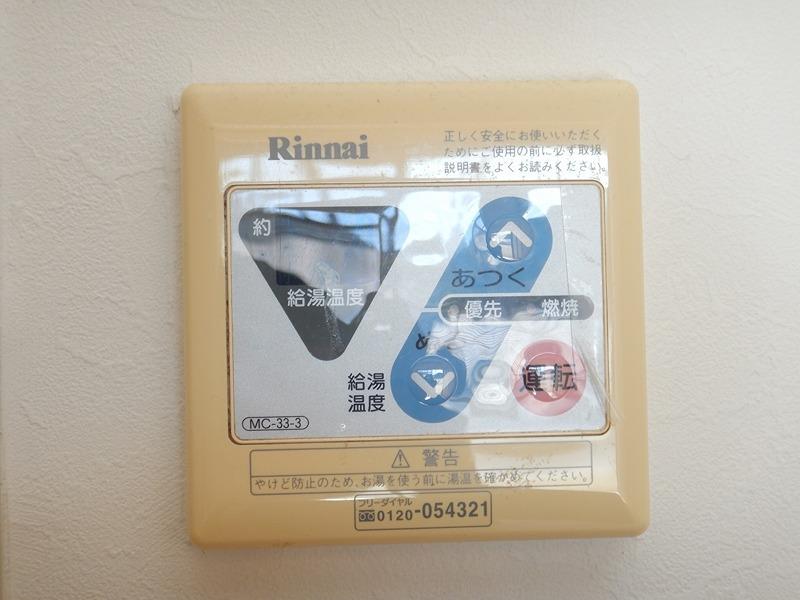 Rinnai
正しく安全にお使いいただく
ためにご使用の前に必ず取扱
説明書をよくお読みください。
約
給湯温度
あつく
優先 燃焼
給湯
温度
運転
MC-33-3
警告
やけど防止のため、お湯を使う前に湯温を確かめてください。
フリーダイヤル
0120-054321